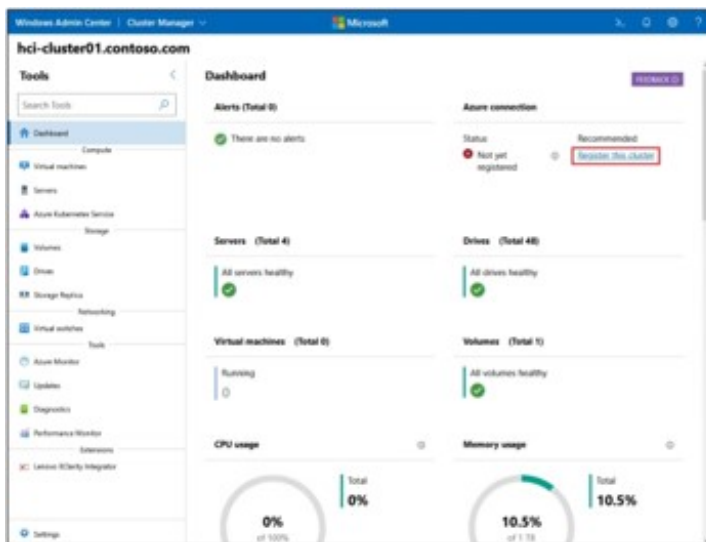 Windows Admin Center | Cluster Manager
Microsoft
hci-cluster01.contoso.com
Tools
Search Tools
Dashboard
Compute
Virtual machines
Servers
Azure Kubernetes Service
Storage
Volumes
Drives
Storage Replica
Networking
Virtual switches
Tools
Azure Monitor
Updates
Diagnostics
Performance Monitor
Extensions
Lenovo XClarity Integrator
Settings
Dashboard
FEEDBACK
Alerts (Total 0)
There are no alerts
Azure connection
Status
Not yet
registered
Recommended
Register this cluster
Servers (Total 4)
All servers healthy
Drives (Total 48)
All drives healthy
Virtual machines (Total 0)
Running
0
Volumes (Total 1)
All volumes healthy
CPU usage
0%
of 100%
Total
0%
Memory usage
10.5%
of 1 TB
Total
10.5%